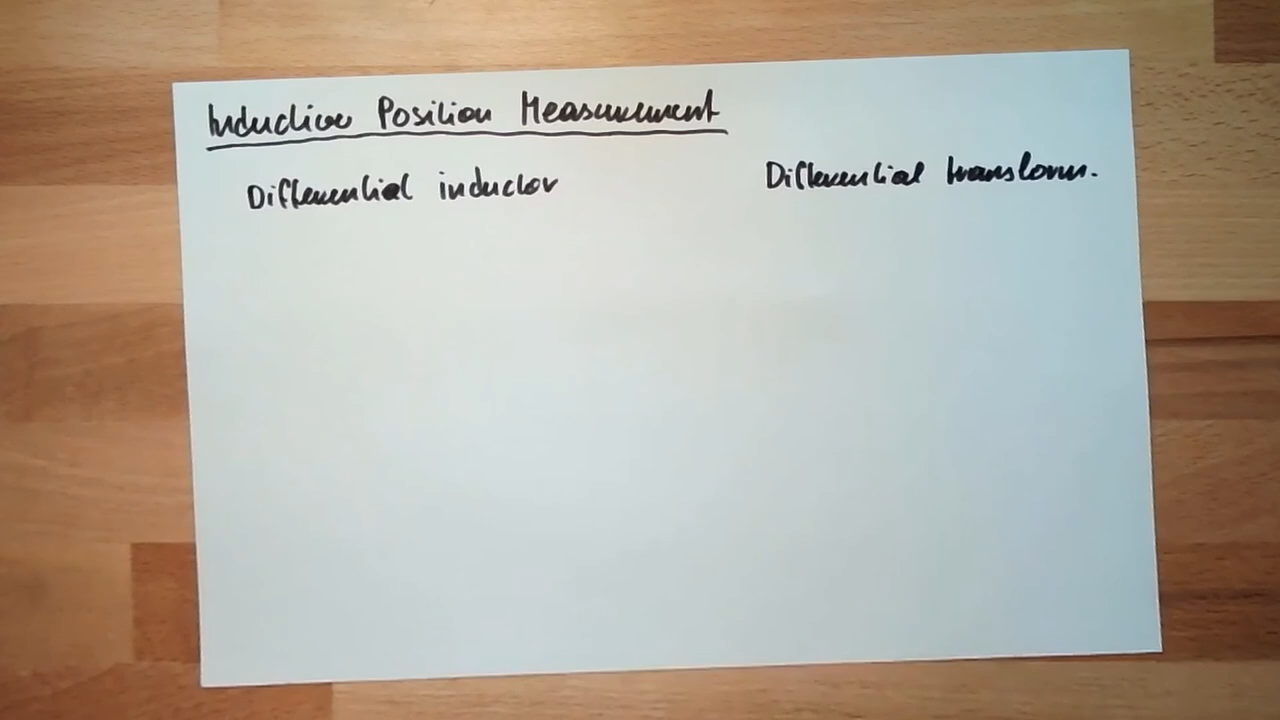 Inductive Position Measurement
Differential inductor
Differential transform.